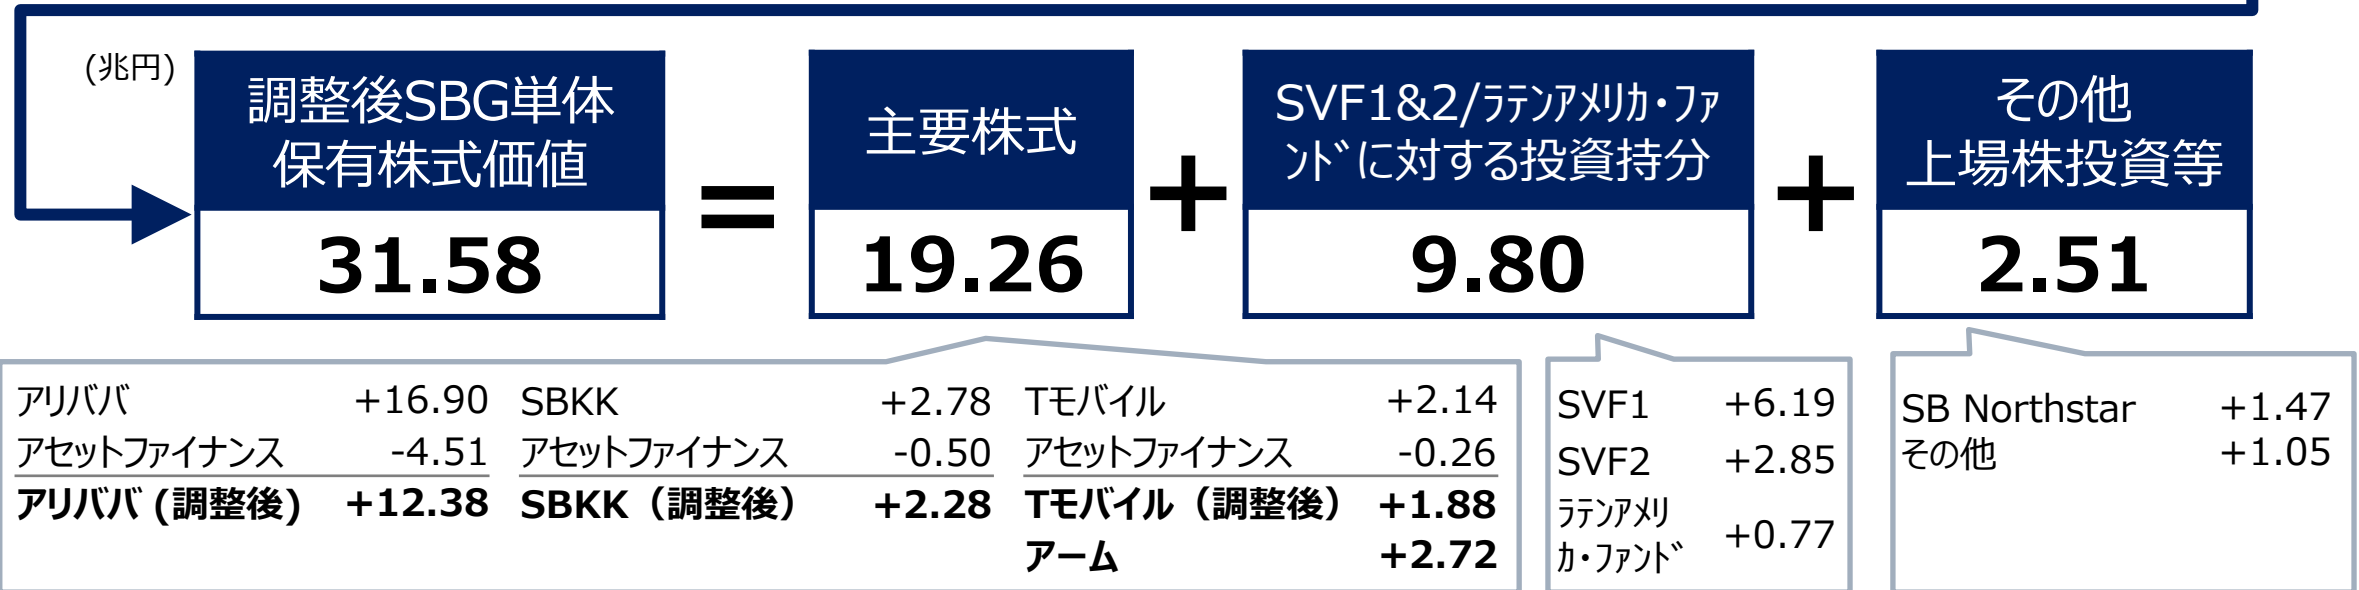 (兆円)
調整後SBG単体
保有株式価値
31.58
=
主要株式
19.26
+
SVF1&2/ﾗﾃﾝｱﾒﾘｶ・ﾌｧ
ﾝﾄﾞに対する投資持分
9.80
+
その他
上場株投資等
2.51
アリババ +16.90
アセットファイナンス -4.51
アリババ (調整後) +12.38
SBKK +2.78
アセットファイナンス -0.50
SBKK（調整後） +2.28
Tモバイル +2.14
アセットファイナンス -0.26
Tモバイル（調整後） +1.88
アーム +2.72
SVF1 +6.19
SVF2 +2.85
ﾗﾃﾝｱﾒﾘ
ｶ・ﾌｧﾝﾄﾞ +0.77
SB Northstar +1.47
その他 +1.05